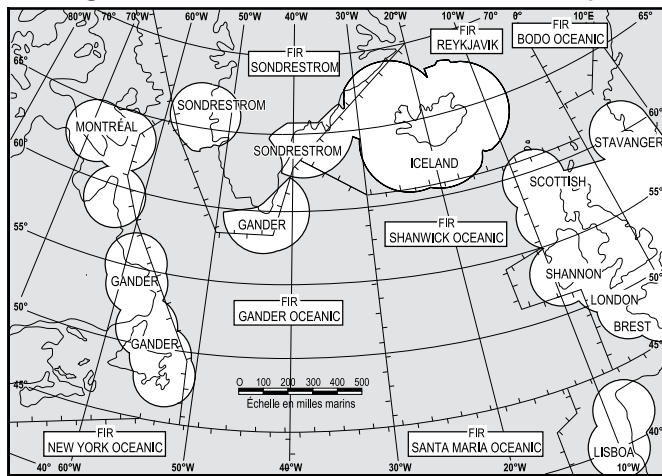 80°W 70°W 60°W 50°W 40°W 30°W 20°W 10° 70° 0° 10°E 65°
65°
FIR
SONDRESTROM
FIR
REYKJAVIK
FIR
BODO OCEANIC
SONDRESTROM
MONTRÉAL
60°
SONDRESTROM
ICELAND
STAVANGER
60°
SCOTTISH
55°
GANDER
FIR
SHANWICK OCEANIC
55°
50°
GANDER
FIR
GANDER OCEANIC
SHANNON
LONDON
50°
BREST
GANDER
45°
45°
0 100 200 300 400 500
Échelle en milles marins
FIR
NEW YORK OCEANIC
FIR
SANTA MARIA OCEANIC
LISBOA
40°
40° 60°W 50°W 40°W 30°W 20°W 10°W